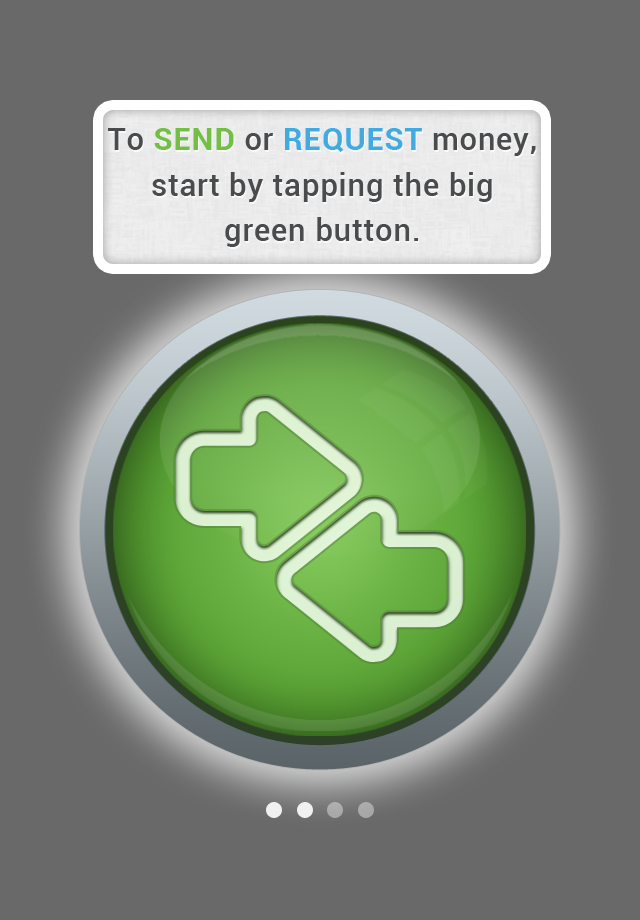 To SEND or REQUEST money,
start by tapping the big
green button.